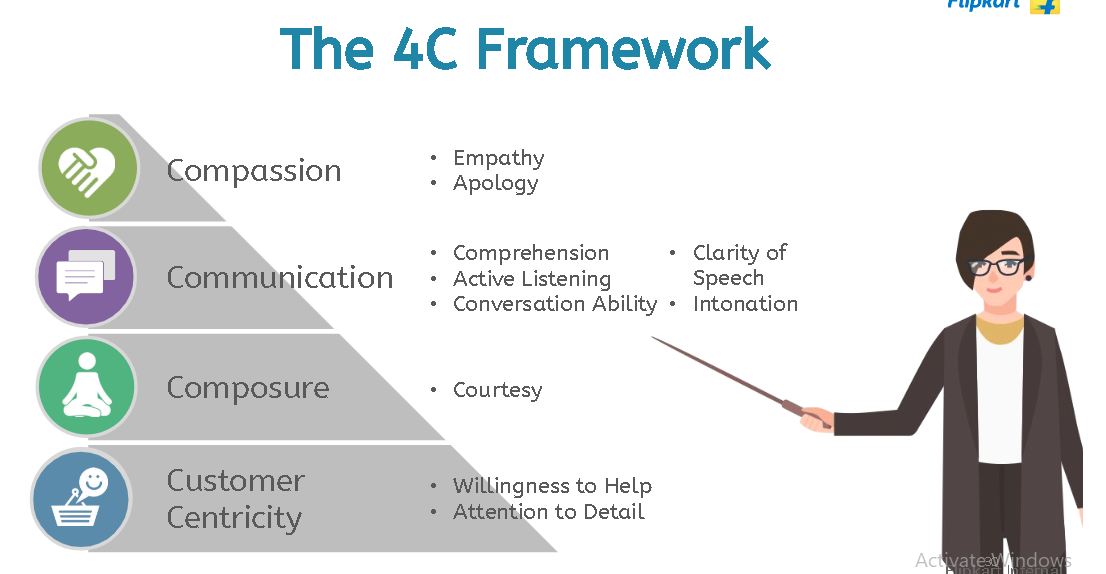 Flipkart
The 4C Framework
Compassion
• Empathy
• Apology
Communication
• Comprehension
• Active Listening
• Conversation Ability
• Clarity of
Speech
• Intonation
Composure
• Courtesy
Customer
Centricity
• Willingness to Help
• Attention to Detail
Activate Windows
Flipkart Internal